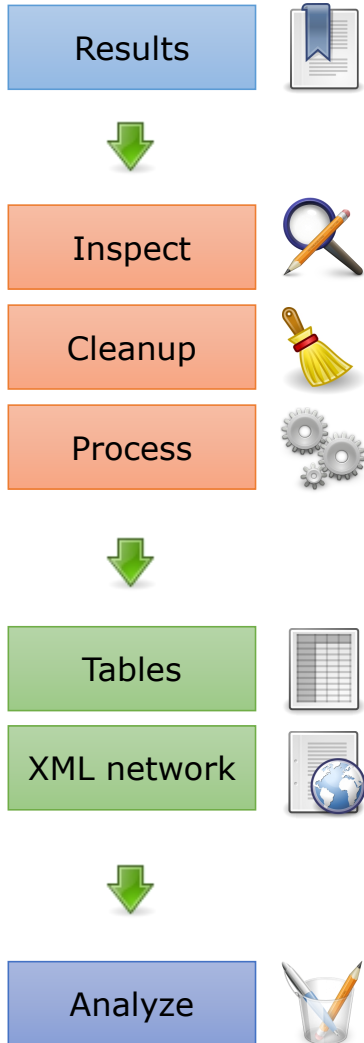 Results
Inspect
Cleanup
Process
Tables
XML network
Analyze